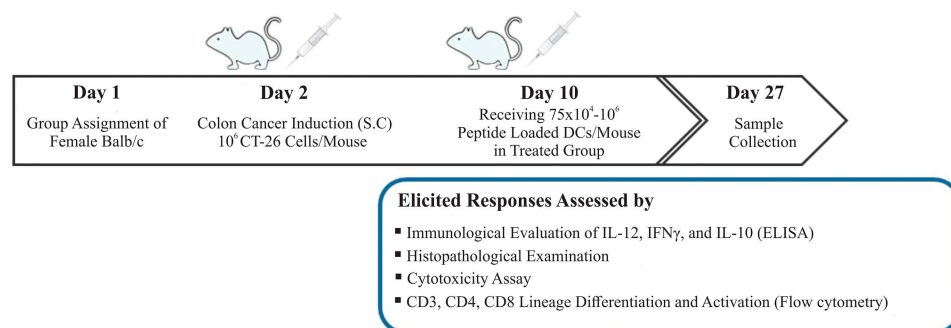 Day 1
Group Assignment of
Female Balb/c
Day 2
Colon Cancer Induction (S.C)
10⁶ CT-26 Cells/Mouse
Day 10
Receiving 75x10⁴-10⁶
Peptide Loaded DCs/Mouse
in Treated Group
Day 27
Sample
Collection
Elicited Responses Assessed by
▪ Immunological Evaluation of IL-12, IFNγ, and IL-10 (ELISA)
▪ Histopathological Examination
▪ Cytotoxicity Assay
▪ CD3, CD4, CD8 Lineage Differentiation and Activation (Flow cytometry)